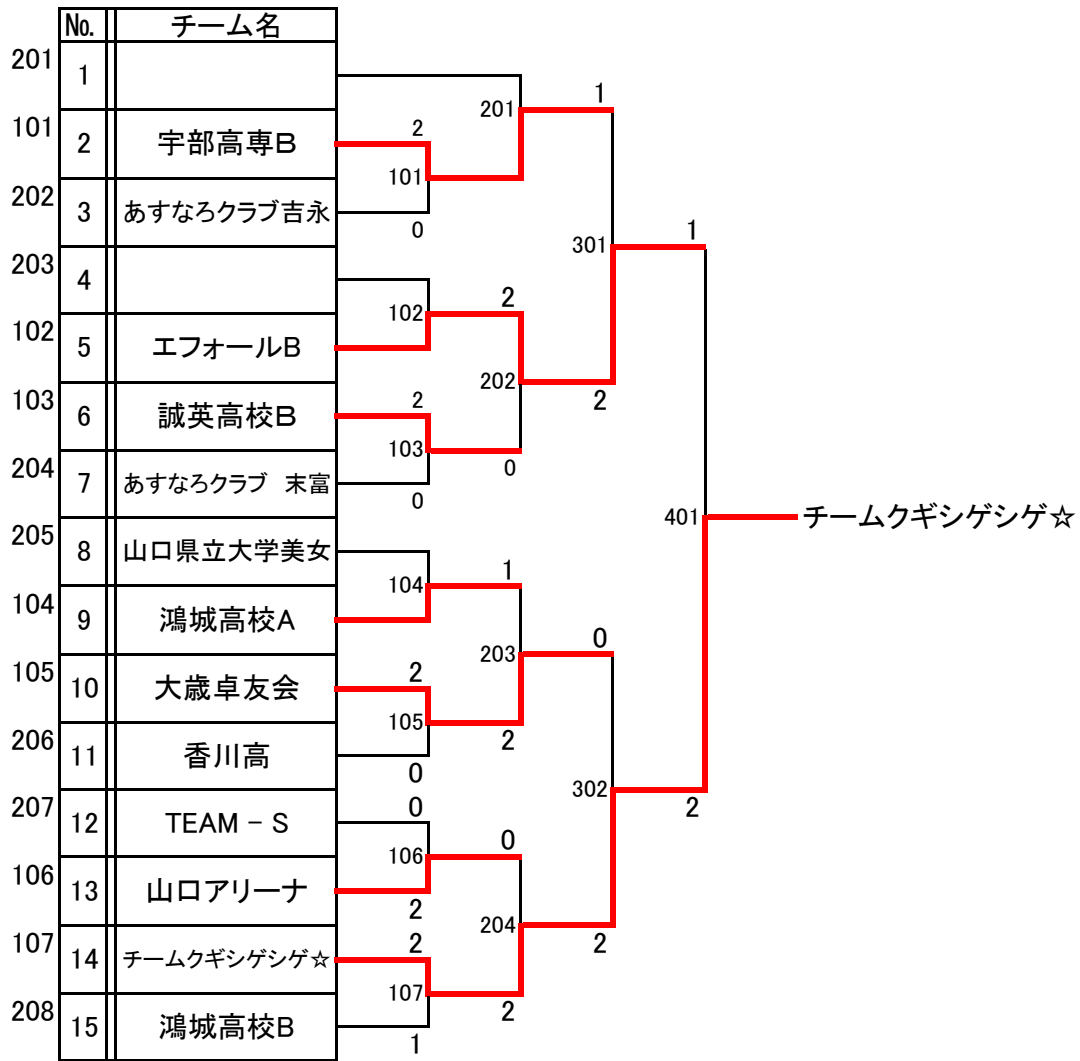 No. チーム名
201 1
101 2 宇部高専B
202 3 あすなろクラブ吉永
203 4
102 5 エフォールB
103 6 誠英高校B
204 7 あすなろクラブ 末富
205 8 山口県立大学美女
104 9 鴻城高校A
105 10 大歳卓友会
206 11 香川高
207 12 TEAM - S
106 13 山口アリーナ
107 14 チームクギシゲシゲ☆
208 15 鴻城高校B
2
101
0
102
2
103
0
104
2
105
0
0
106
2
2
107
1
201
2
202
0
1
203
2
0
204
2
1
301
2
0
302
2
1
401
2
チームクギシゲシゲ☆